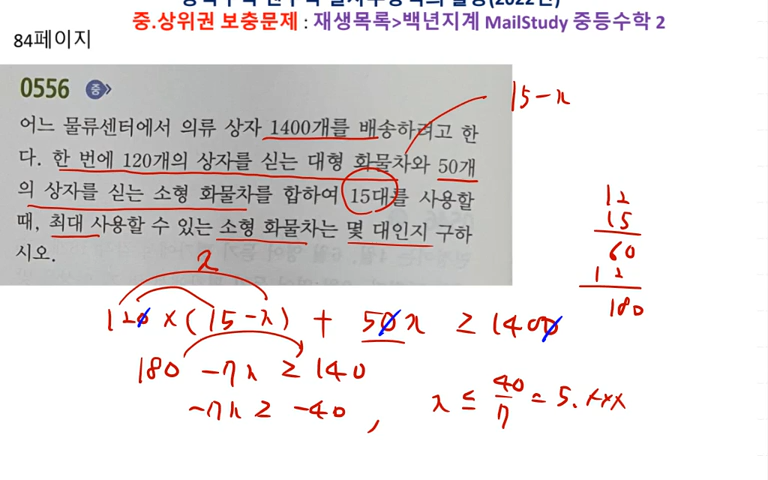 중.상위권 보충문제 : 재생목록>백년지계 MailStudy 중등수학 2
84페이지
0556 중
어느 물류센터에서 의류 상자 1400개를 배송하려고 한
다. 한 번에 120개의 상자를 싣는 대형 화물차와 50개
의 상자를 싣는 소형 화물차를 합하여 15대를 사용할
때, 최대 사용할 수 있는 소형 화물차는 몇 대인지 구하
시오.
15-x
x
120×(15-x) + 50x ≥ 1400
180 -7x ≥ 140
-7x ≥ -40, x ≤ 40/7 = 5.xxx
12
15
60
12
180